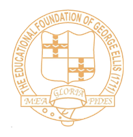 THE EDUCATIONAL FOUNDATION OF GEORGE ELLIS (1711)
GLORIA
MEA FIDES